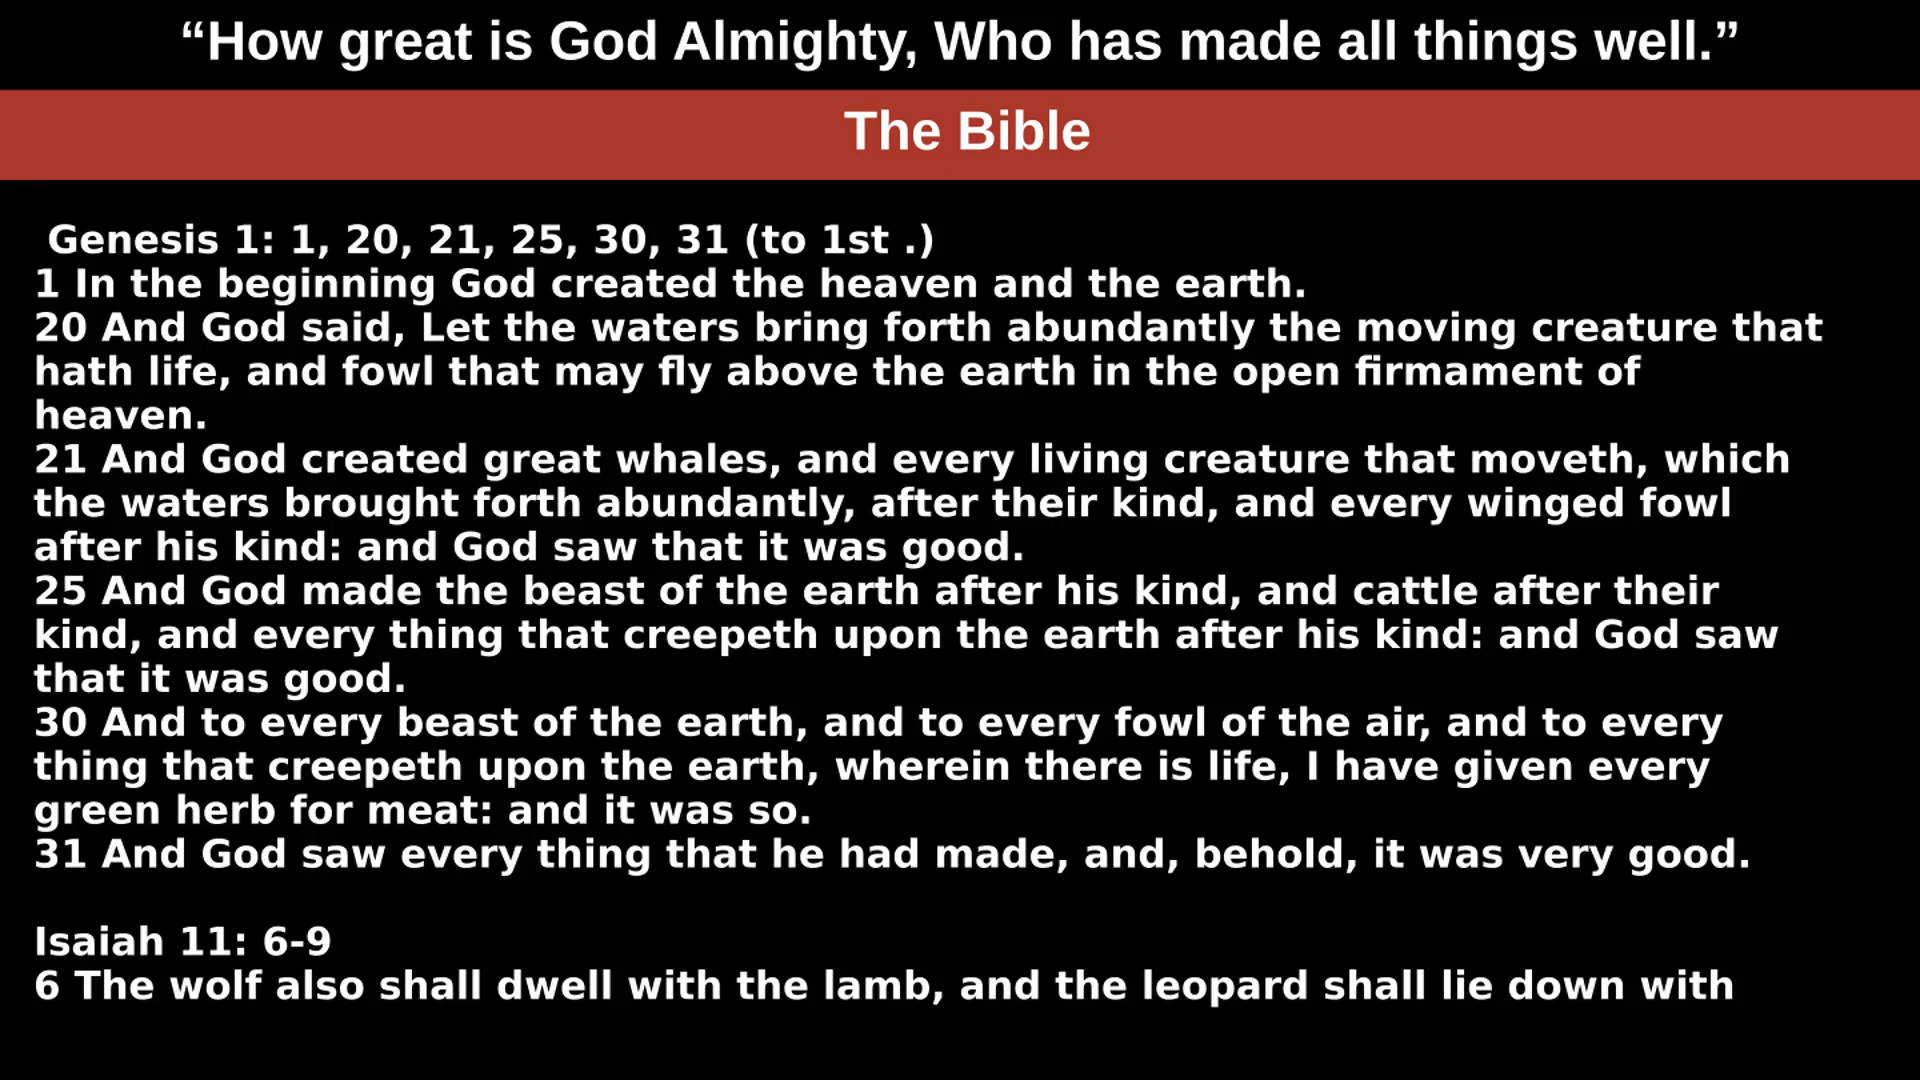 “How great is God Almighty, Who has made all things well.”
The Bible
Genesis 1: 1, 20, 21, 25, 30, 31 (to 1st .)
1 In the beginning God created the heaven and the earth.
20 And God said, Let the waters bring forth abundantly the moving creature that
hath life, and fowl that may fly above the earth in the open firmament of
heaven.
21 And God created great whales, and every living creature that moveth, which
the waters brought forth abundantly, after their kind, and every winged fowl
after his kind: and God saw that it was good.
25 And God made the beast of the earth after his kind, and cattle after their
kind, and every thing that creepeth upon the earth after his kind: and God saw
that it was good.
30 And to every beast of the earth, and to every fowl of the air, and to every
thing that creepeth upon the earth, wherein there is life, I have given every
green herb for meat: and it was so.
31 And God saw every thing that he had made, and, behold, it was very good.
Isaiah 11: 6-9
6 The wolf also shall dwell with the lamb, and the leopard shall lie down with